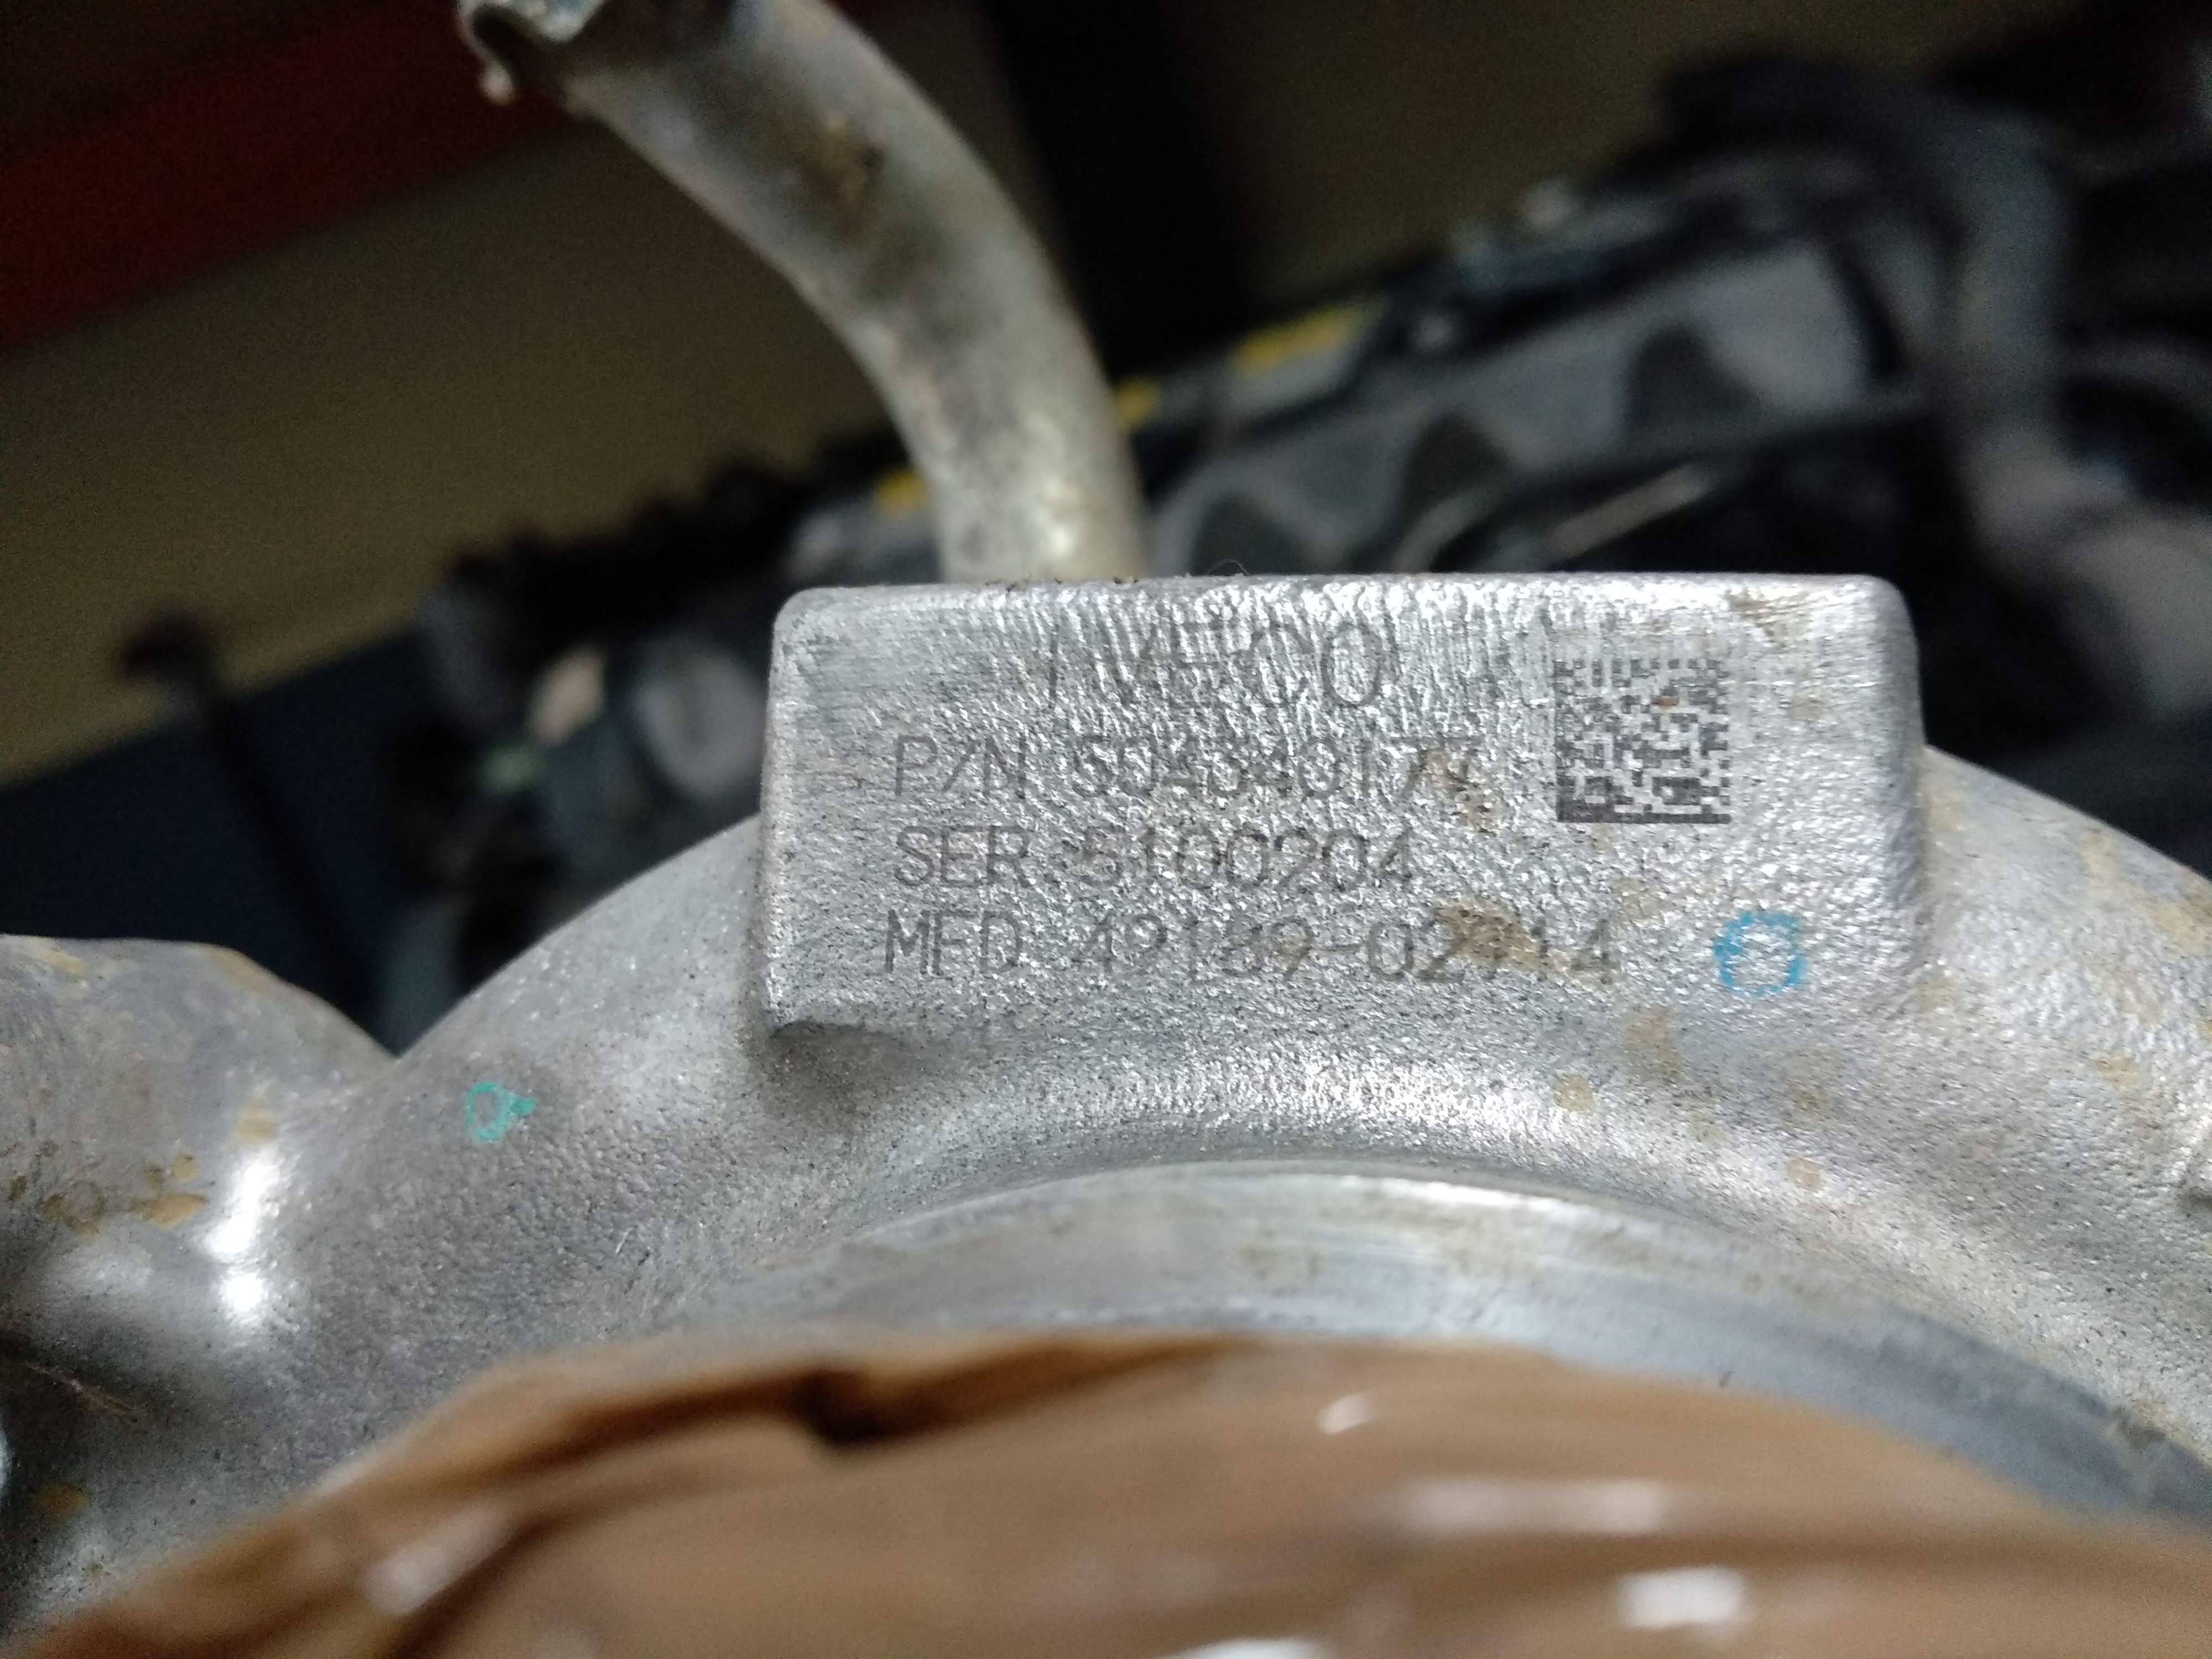 IVECO
P/N 504340177
SER. 5100204
MFD. 49189-02914